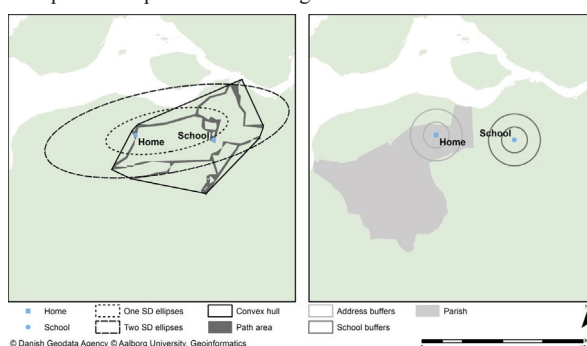 School
Home
School
Home
Home
One SD ellipses
Convex hull
School
Two SD ellipses
Path area
Address buffers
Parish
School buffers
© Danish Geodata Agency © Aalborg University, Geoinformatics